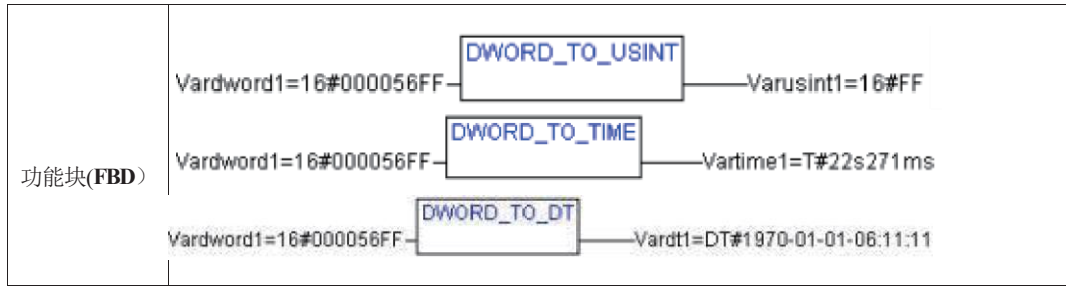 DWORD_TO_USINT
Vardword1=16#000056FF
Varusint1=16#FF
DWORD_TO_TIME
Vardword1=16#000056FF
Vartime1=T#22s271ms
功能块(FBD）
DWORD_TO_DT
Vardword1=16#000056FF
Vardt1=DT#1970-01-01-06:11:11